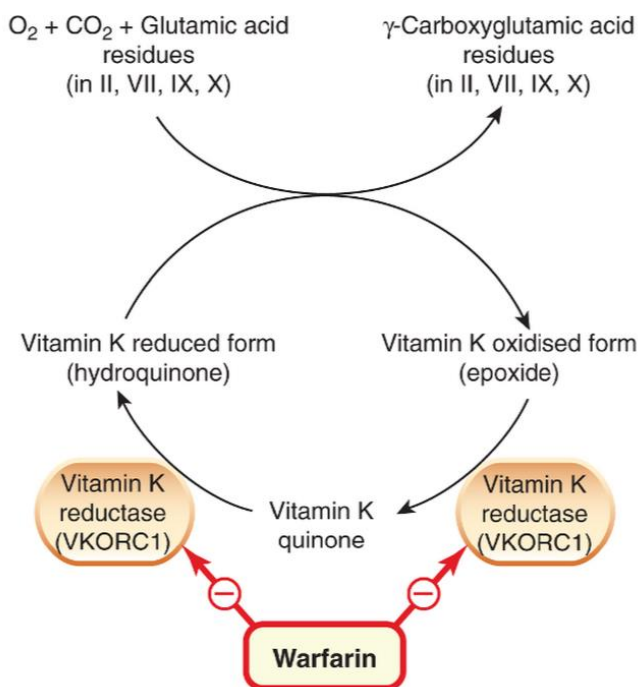 O₂ + CO₂ + Glutamic acid
residues
(in II, VII, IX, X)
γ-Carboxyglutamic acid
residues
(in II, VII, IX, X)
Vitamin K reduced form
(hydroquinone)
Vitamin K oxidised form
(epoxide)
Vitamin K
reductase
(VKORC1)
Vitamin K
quinone
Vitamin K
reductase
(VKORC1)
Warfarin